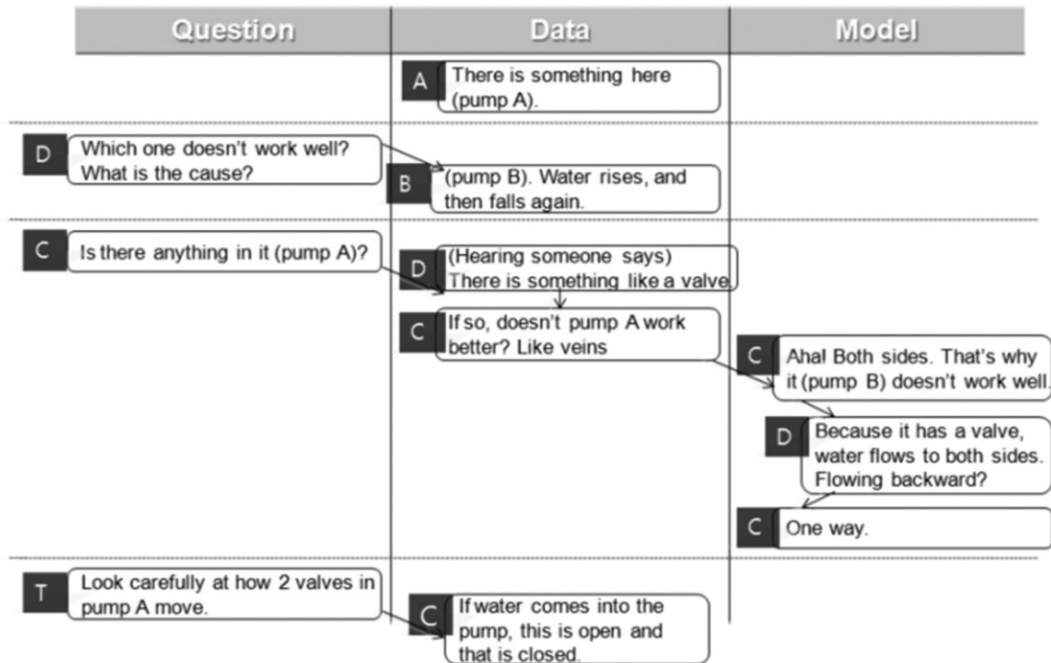 Question Data Model
A There is something here
(pump A).
D Which one doesn't work well?
What is the cause?
B (pump B). Water rises, and
then falls again.
C Is there anything in it (pump A)?
D (Hearing someone says)
There is something like a valve
C If so, doesn't pump A work
better? Like veins
C Aha! Both sides. That's why
it (pump B) doesn't work well.
D Because it has a valve,
water flows to both sides.
Flowing backward?
C One way.
T Look carefully at how 2 valves in
pump A move.
C If water comes into the
pump, this is open and
that is closed.